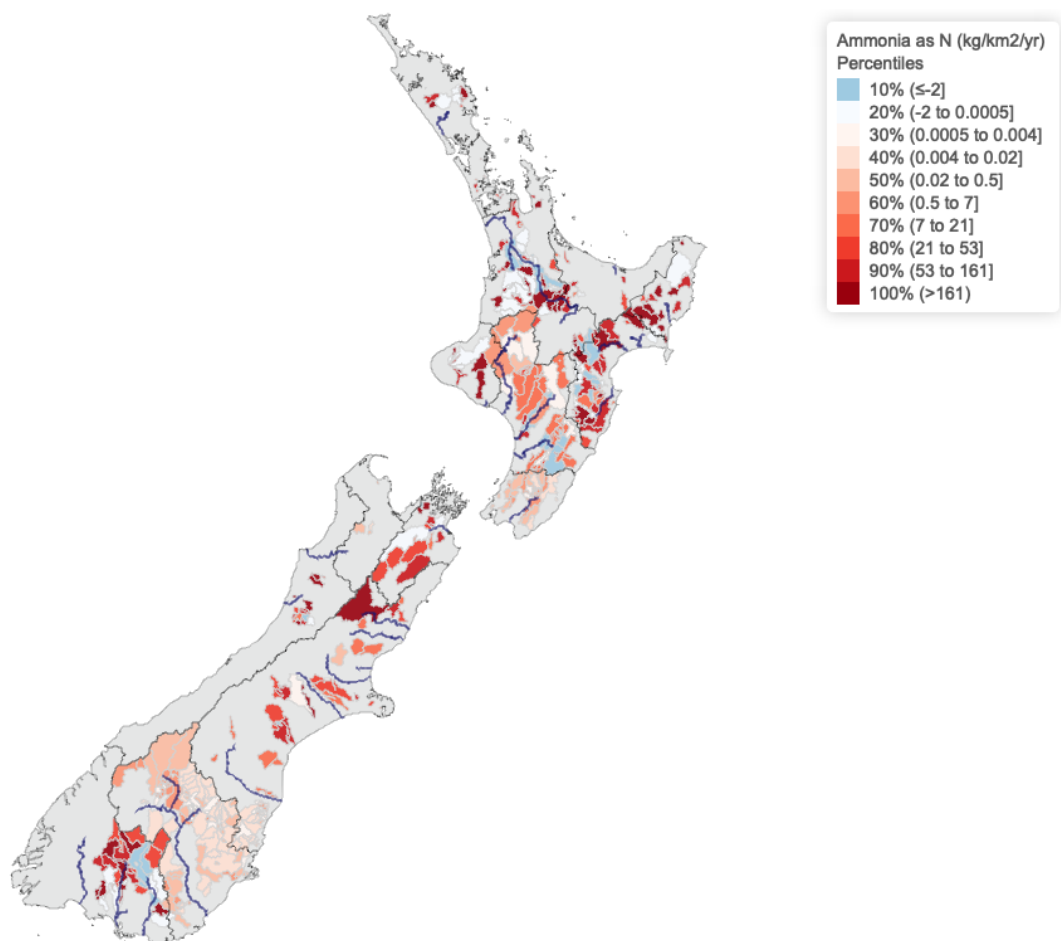 Ammonia as N (kg/km2/yr)
Percentiles
10% (≤-2]
20% (-2 to 0.0005]
30% (0.0005 to 0.004]
40% (0.004 to 0.02]
50% (0.02 to 0.5]
60% (0.5 to 7]
70% (7 to 21]
80% (21 to 53]
90% (53 to 161]
100% (>161)